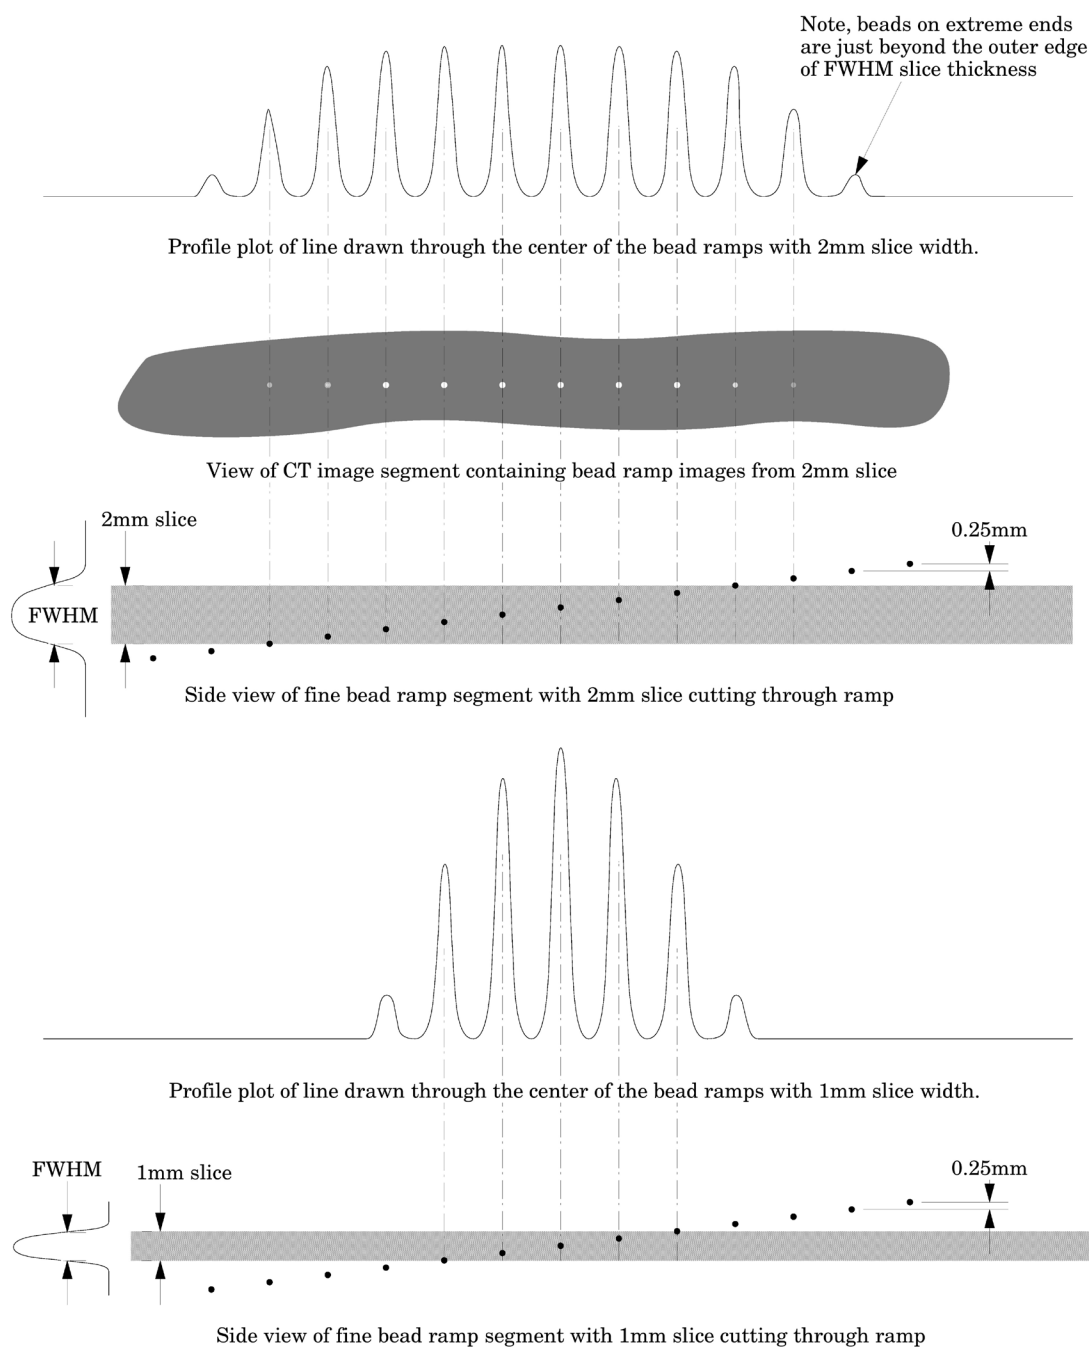 Note, beads on extreme ends
are just beyond the outer edge
of FWHM slice thickness
Profile plot of line drawn through the center of the bead ramps with 2mm slice width.
View of CT image segment containing bead ramp images from 2mm slice
2mm slice
0.25mm
FWHM
Side view of fine bead ramp segment with 2mm slice cutting through ramp
Profile plot of line drawn through the center of the bead ramps with 1mm slice width.
FWHM
1mm slice
0.25mm
Side view of fine bead ramp segment with 1mm slice cutting through ramp